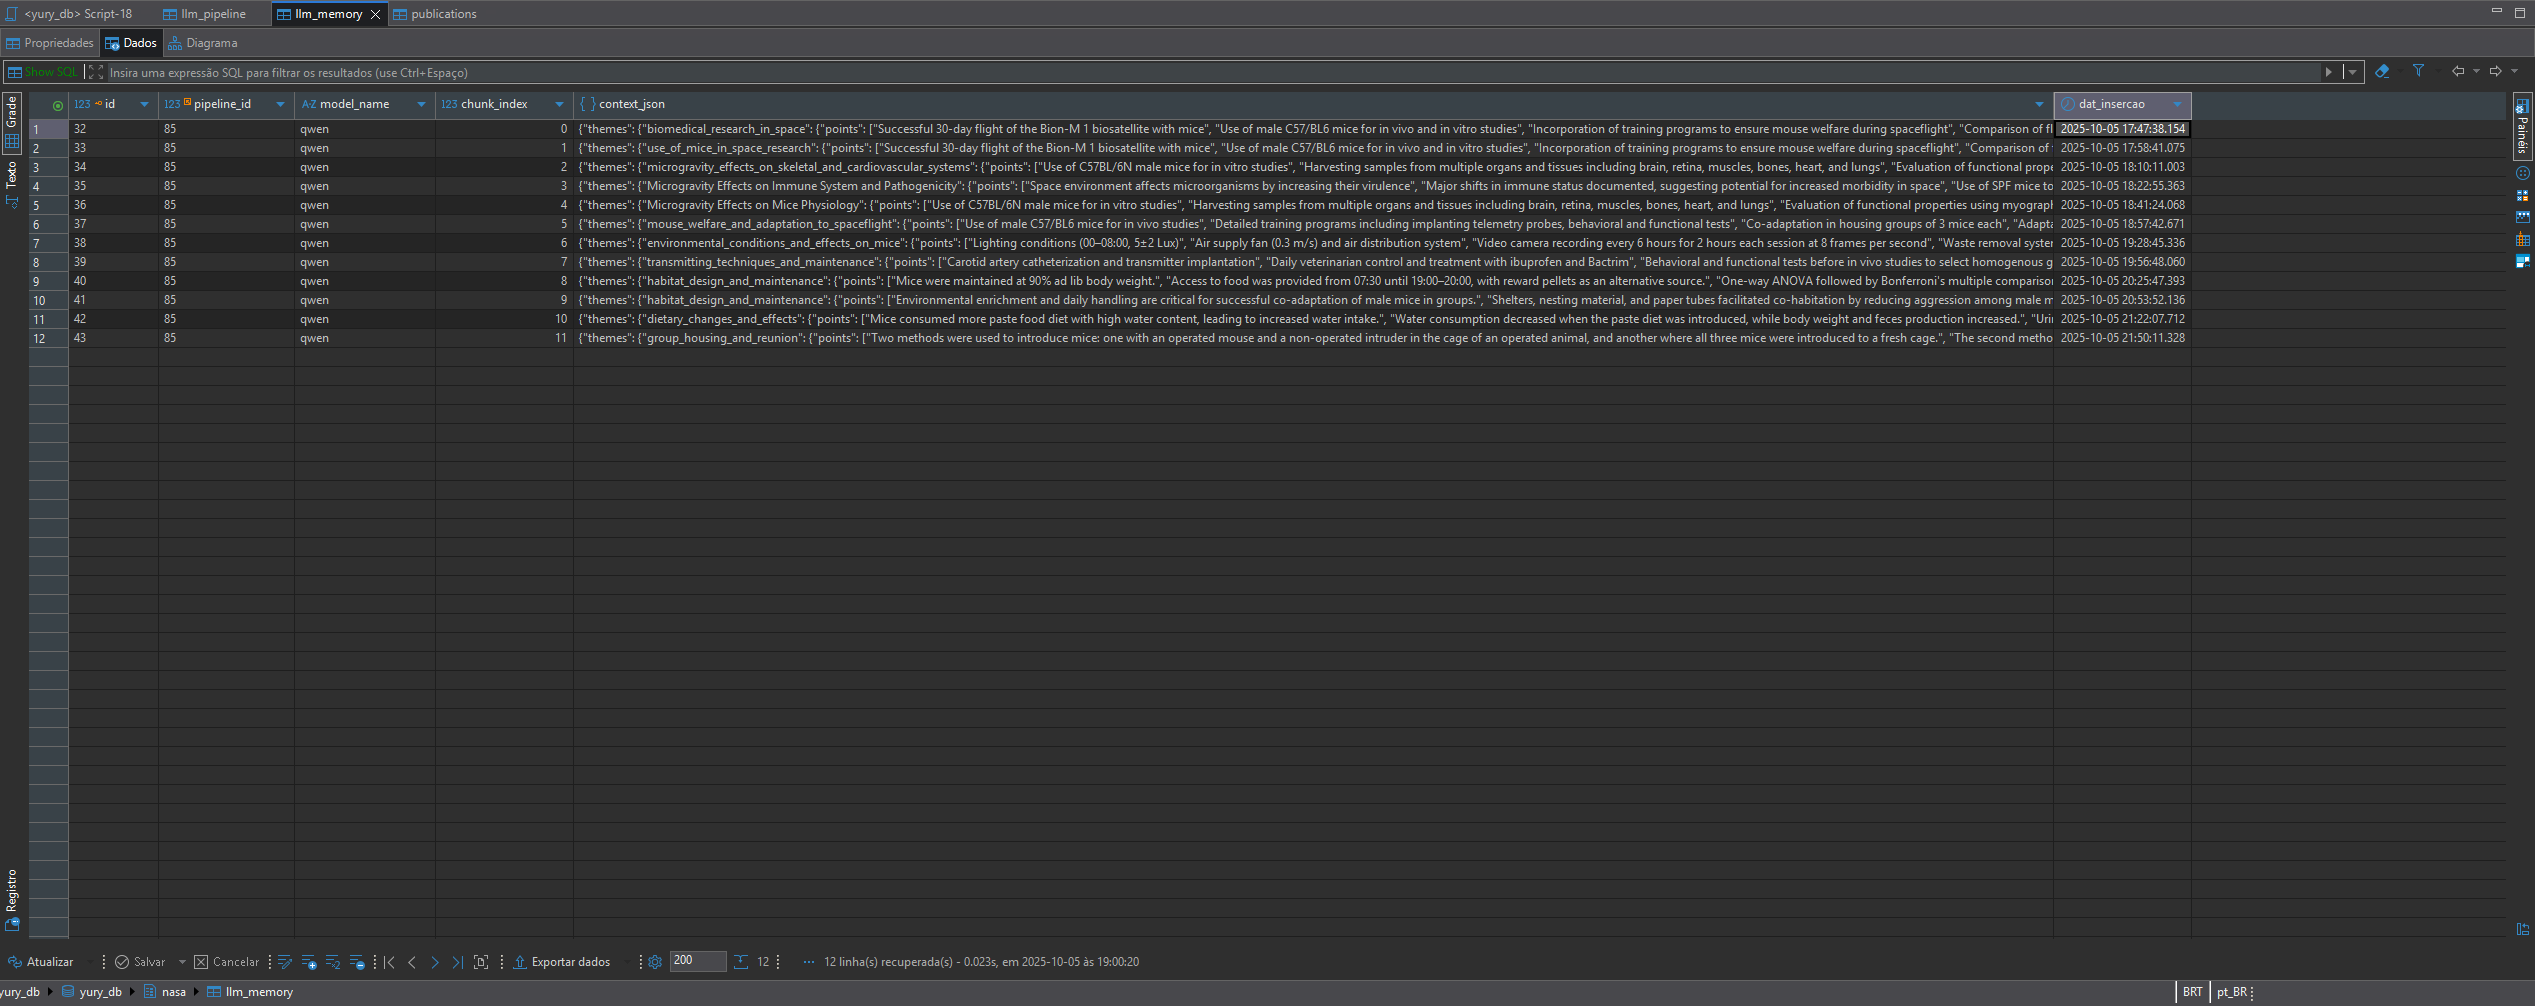 <yury_db> Script-18 llm_pipeline llm_memory publications
Propriedades Dados Diagrama
Show SQL Insira uma expressão SQL para filtrar os resultados (use Ctrl+Espaço)
Grade
Texto
Registro
Painéis
123 id 123 pipeline_id A-Z model_name 123 chunk_index { } context_json dat_insercao
1 32 85 qwen 0 {"themes": {"biomedical_research_in_space": {"points": ["Successful 30-day flight of the Bion-M 1 biosatellite with mice", "Use of male C57/BL6 mice for in vivo and in vitro studies", "Incorporation of training programs to ensure mouse welfare during spaceflight", "Comparison of fl 2025-10-05 17:47:38.154
2 33 85 qwen 1 {"themes": {"use_of_mice_in_space_research": {"points": ["Successful 30-day flight of the Bion-M 1 biosatellite with mice", "Use of male C57/BL6 mice for in vivo and in vitro studies", "Incorporation of training programs to ensure mouse welfare during spaceflight", "Comparison of 2025-10-05 17:58:41.075
3 34 85 qwen 2 {"themes": {"microgravity_effects_on_skeletal_and_cardiovascular_systems": {"points": ["Use of C57BL/6N male mice for in vitro studies", "Harvesting samples from multiple organs and tissues including brain, retina, muscles, bones, heart, and lungs", "Evaluation of functional prope 2025-10-05 18:10:11.003
4 35 85 qwen 3 {"themes": {"Microgravity Effects on Immune System and Pathogenicity": {"points": ["Space environment affects microorganisms by increasing their virulence", "Major shifts in immune status documented, suggesting potential for increased morbidity in space", "Use of SPF mice to 2025-10-05 18:22:55.363
5 36 85 qwen 4 {"themes": {"Microgravity Effects on Mice Physiology": {"points": ["Use of C57BL/6N male mice for in vitro studies", "Harvesting samples from multiple organs and tissues including brain, retina, muscles, bones, heart, and lungs", "Evaluation of functional properties using myograph 2025-10-05 18:41:24.068
6 37 85 qwen 5 {"themes": {"mouse_welfare_and_adaptation_to_spaceflight": {"points": ["Use of male C57/BL6 mice for in vivo studies", "Detailed training programs including implanting telemetry probes, behavioral and functional tests", "Co-adaptation in housing groups of 3 mice each", "Adapta 2025-10-05 18:57:42.671
7 38 85 qwen 6 {"themes": {"environmental_conditions_and_effects_on_mice": {"points": ["Lighting conditions (00–08:00, 5±2 Lux)", "Air supply fan (0.3 m/s) and air distribution system", "Video camera recording every 6 hours for 2 hours each session at 8 frames per second", "Waste removal syster 2025-10-05 19:28:45.336
8 39 85 qwen 7 {"themes": {"transmitting_techniques_and_maintenance": {"points": ["Carotid artery catheterization and transmitter implantation", "Daily veterinarian control and treatment with ibuprofen and Bactrim", "Behavioral and functional tests before in vivo studies to select homogenous g 2025-10-05 19:56:48.060
9 40 85 qwen 8 {"themes": {"habitat_design_and_maintenance": {"points": ["Mice were maintained at 90% ad lib body weight.", "Access to food was provided from 07:30 until 19:00–20:00, with reward pellets as an alternative source.", "One-way ANOVA followed by Bonferroni's multiple comparisor 2025-10-05 20:25:47.393
10 41 85 qwen 9 {"themes": {"habitat_design_and_maintenance": {"points": ["Environmental enrichment and daily handling are critical for successful co-adaptation of male mice in groups.", "Shelters, nesting material, and paper tubes facilitated co-habitation by reducing aggression among male m 2025-10-05 20:53:52.136
11 42 85 qwen 10 {"themes": {"dietary_changes_and_effects": {"points": ["Mice consumed more paste food diet with high water content, leading to increased water intake.", "Water consumption decreased when the paste diet was introduced, while body weight and feces production increased.", "Urin 2025-10-05 21:22:07.712
12 43 85 qwen 11 {"themes": {"group_housing_and_reunion": {"points": ["Two methods were used to introduce mice: one with an operated mouse and a non-operated intruder in the cage of an operated animal, and another where all three mice were introduced to a fresh cage.", "The second metho 2025-10-05 21:50:11.328
Atualizar Salvar Cancelar Exportar dados 200 12 12 linha(s) recuperada(s) - 0.023s, em 2025-10-05 às 19:00:20
yury_db yury_db nasa llm_memory BRT pt_BR